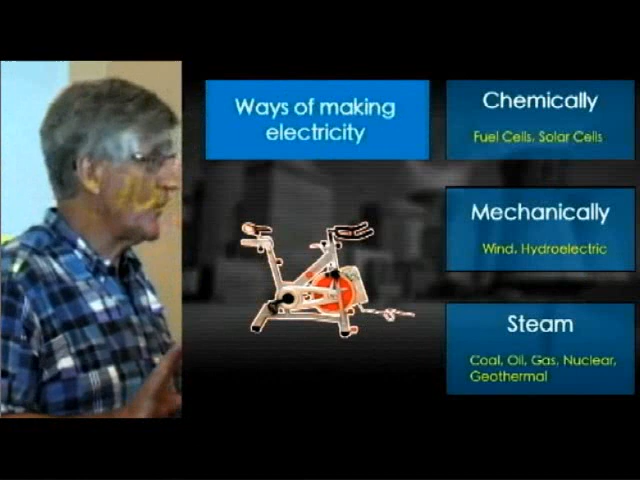 Ways of making
electricity
Chemically
Fuel Cells, Solar Cells
Mechanically
Wind, Hydroelectric
Steam
Coal, Oil, Gas, Nuclear,
Geothermal